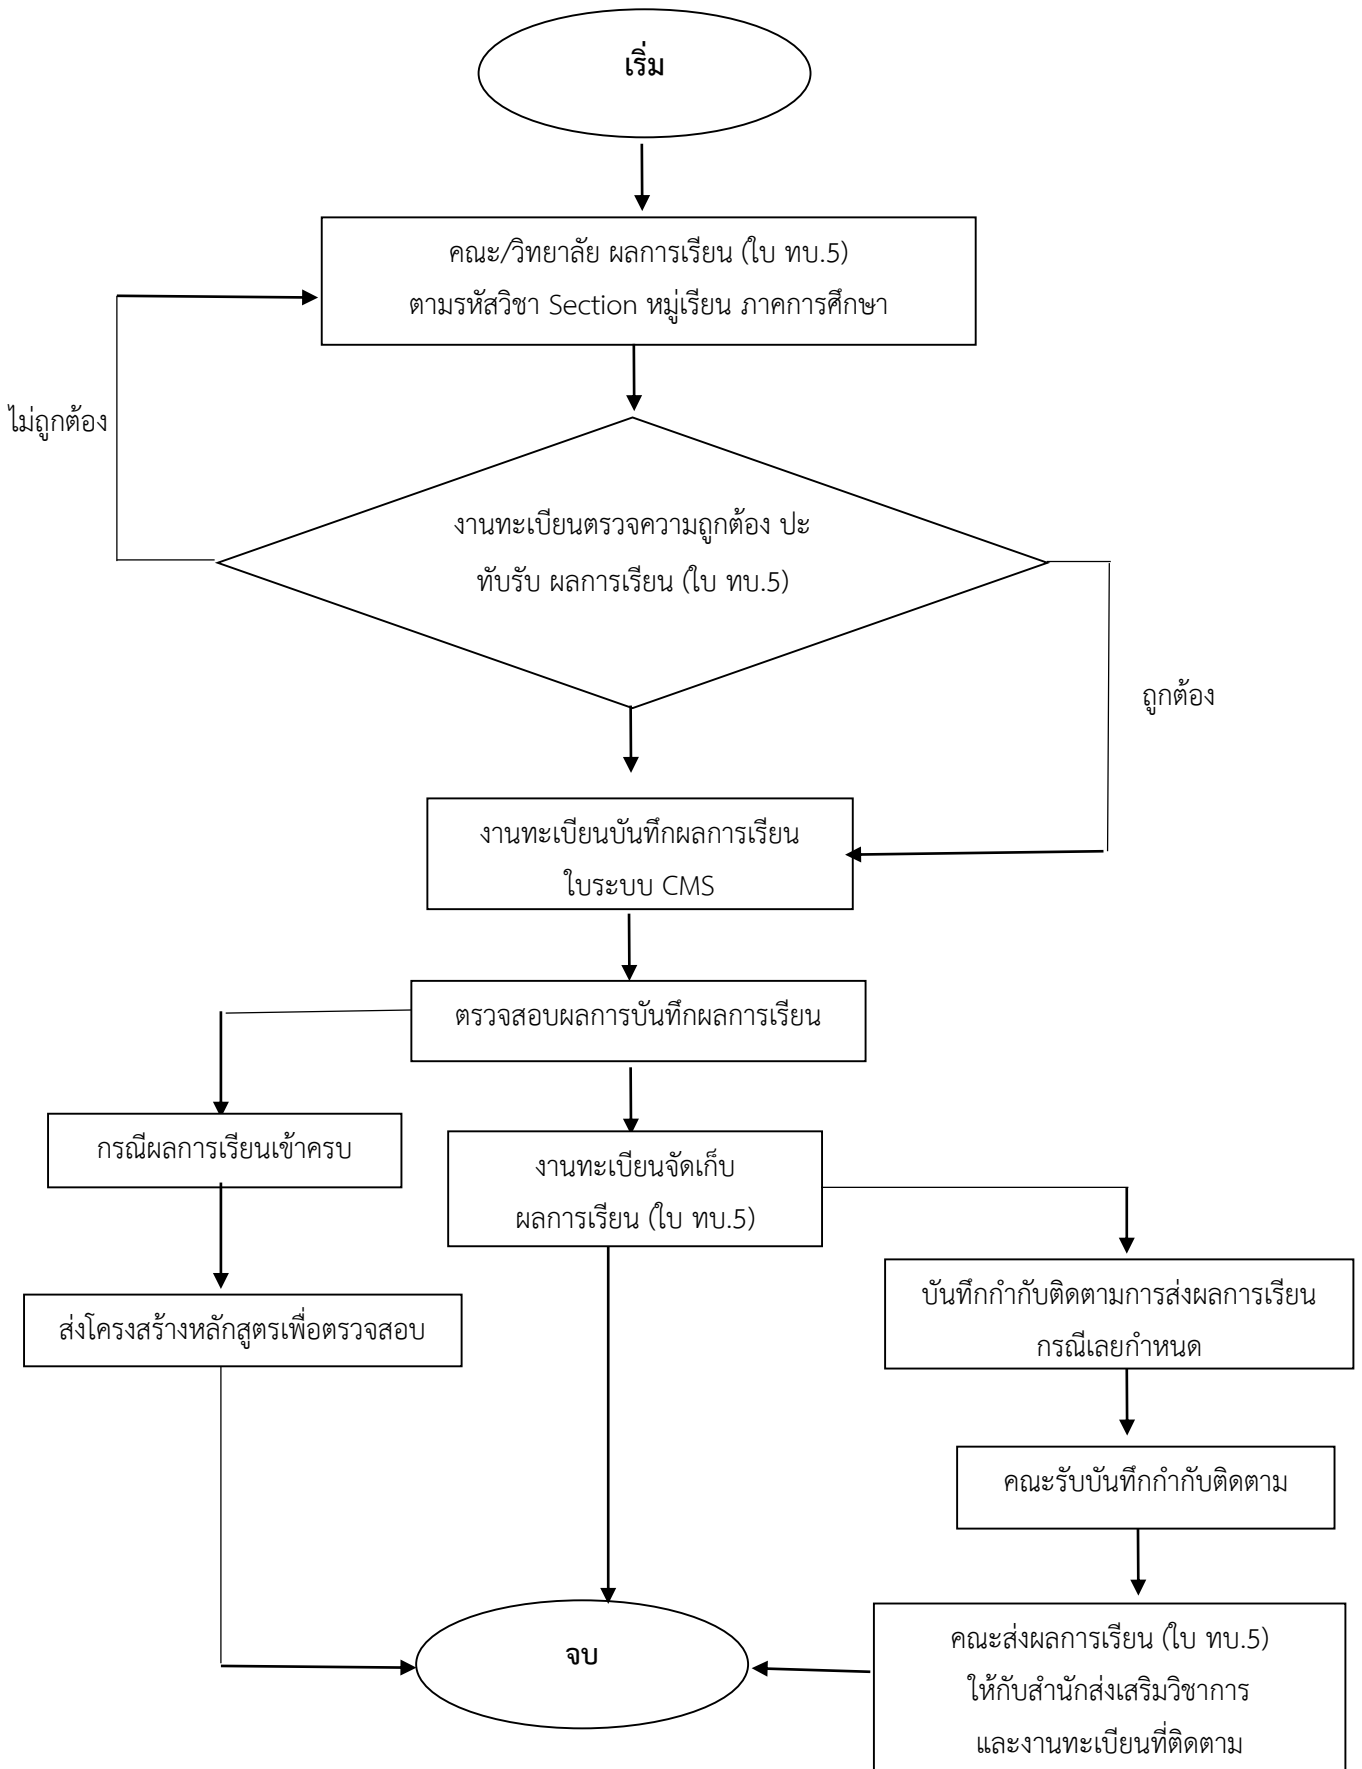 เริ่ม
คณะ/วิทยาลัย ผลการเรียน (ใบ ทบ.5)
ตามรหัสวิชา Section หมู่เรียน ภาคการศึกษา
ไม่ถูกต้อง
งานทะเบียนตรวจความถูกต้อง ปะ
ทับรับ ผลการเรียน (ใบ ทบ.5)
ถูกต้อง
งานทะเบียนบันทึกผลการเรียน
ใบระบบ CMS
ตรวจสอบผลการบันทึกผลการเรียน
กรณีผลการเรียนเข้าครบ
งานทะเบียนจัดเก็บ
ผลการเรียน (ใบ ทบ.5)
ส่งโครงสร้างหลักสูตรเพื่อตรวจสอบ
บันทึกกำกับติดตามการส่งผลการเรียน
กรณีเลยกำหนด
คณะรับบันทึกกำกับติดตาม
จบ
คณะส่งผลการเรียน (ใบ ทบ.5)
ให้กับสำนักส่งเสริมวิชาการ
และงานทะเบียนที่ติดตาม